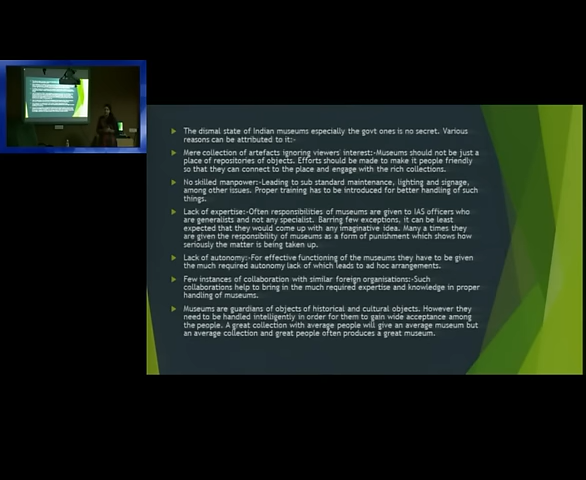 The dismal state of Indian museums especially the govt ones is no secret. Various
reasons can be attributed to it:-
Mere collection of artefacts ignoring viewers' interest:-Museums should not be just a
place of repositories of objects. Efforts should be made to make it people friendly
so that they can connect to the place and engage with the rich collections.
No skilled manpower:-Leading to sub standard maintenance, lighting and signage,
among other issues. Proper training has to be introduced for better handling of such
things.
Lack of expertise:-Often responsibilities of museums are given to IAS officers who
are generalists and not any specialist. Barring few exceptions, it can be least
expected that they would come up with any imaginative idea. Many a times they
are given the responsibility of museums as a form of punishment which shows how
seriously the matter is being taken up.
Lack of autonomy:-For effective functioning of the museums they have to be given
the much required autonomy lack of which leads to ad hoc arrangements.
Few instances of collaboration with similar foreign organisations:-Such
collaborations help to bring in the much required expertise and knowledge in proper
handling of museums.
Museums are guardians of objects of historical and cultural objects. However they
need to be handled intelligently in order for them to gain wide acceptance among
the people. A great collection with average people will give an average museum but
an average collection and great people often produces a great museum.